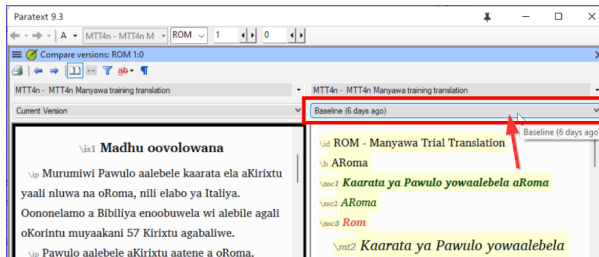 Paratext 9.3
A MTT4n - MTT4n M ROM 1 0
Compare versions: ROM 1:0
MTT4n - MTT4n Manyawa training translation
Current Version
\is1 Madhu oovolowana
\ip Murumiwi Pawulo aalebele kaarata ela aKirixtu
yaali nluwa na oRoma, nili elabo ya Italiya.
Oononelamo a Bibiliya enoobuwela wi alebile agali
oKorintu muyaakani 57 Kirixtu agabaliwe.
\ip Pawulo aalebele aKirixtu aatene a oRoma,
MTT4n - MTT4n Manyawa training translation
Baseline (6 days ago)
Baseline (6 days ago
\id ROM - Manyawa Trial Translation
\h ARoma
\toc1 Kaarata ya Pawulo yowaalebela aRoma
\toc2 ARoma
\toc3 Rom
\mt2 Kaarata ya Pawulo yowaalebela